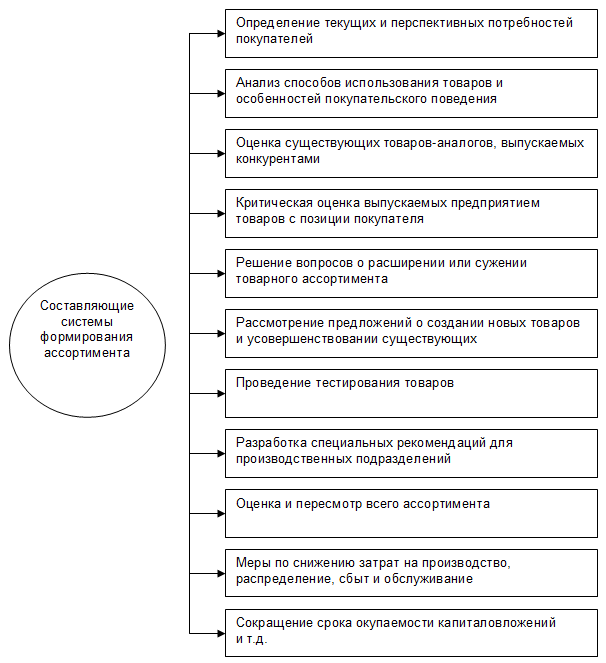 Определение текущих и перспективных потребностей
покупателей
Анализ способов использования товаров и
особенностей покупательского поведения
Оценка существующих товаров-аналогов, выпускаемых
конкурентами
Критическая оценка выпускаемых предприятием
товаров с позиции покупателя
Решение вопросов о расширении или сужении
товарного ассортимента
Составляющие
системы
формирования
ассортимента
Рассмотрение предложений о создании новых товаров
и усовершенствовании существующих
Проведение тестирования товаров
Разработка специальных рекомендаций для
производственных подразделений
Оценка и пересмотр всего ассортимента
Меры по снижению затрат на производство,
распределение, сбыт и обслуживание
Сокращение срока окупаемости капиталовложений
и т.д.